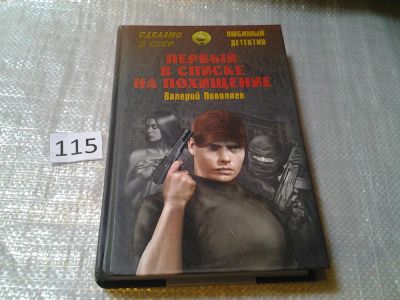 СДЕЛАНО
В СССР
ЛЮБИМЫЙ
ДЕТЕКТИВ
ПЕРВЫЙ
В СПИСКЕ
НА ПОХИЩЕНИЕ
Валерий Поволяев
115